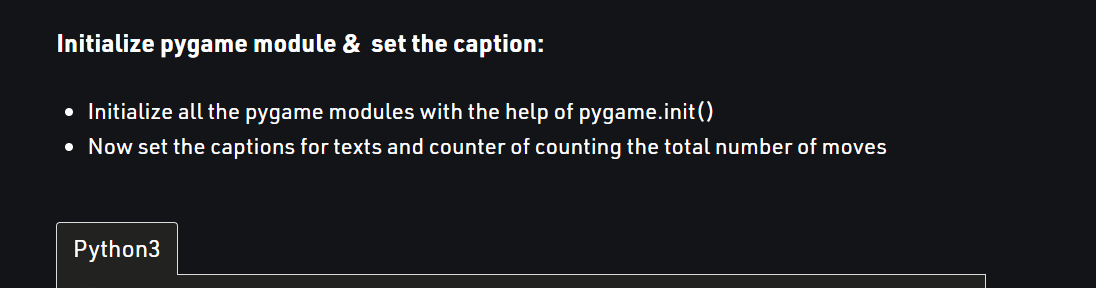 Initialize pygame module & set the caption:
Initialize all the pygame modules with the help of pygame.init()
Now set the captions for texts and counter of counting the total number of moves
Python3